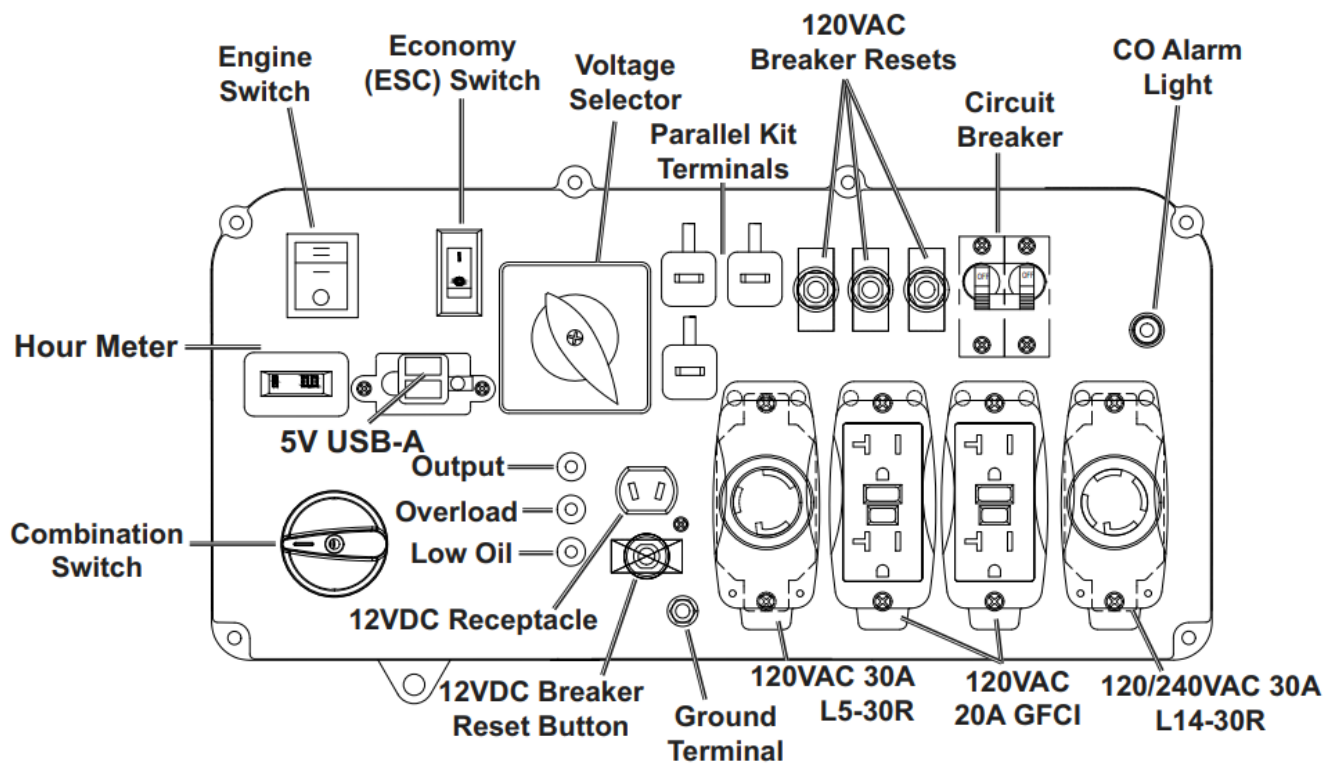 120VAC
Breaker Resets
Engine
Switch
Economy
(ESC) Switch
Voltage
Selector
CO Alarm
Light
Parallel Kit
Terminals
Circuit
Breaker
OFF
OFF
Hour Meter
5V USB-A
Output
Overload
Low Oil
Combination
Switch
12VDC Receptacle
12VDC Breaker
Reset Button
Ground
Terminal
120VAC 30A
L5-30R
120VAC
20A GFCI
120/240VAC 30A
L14-30R